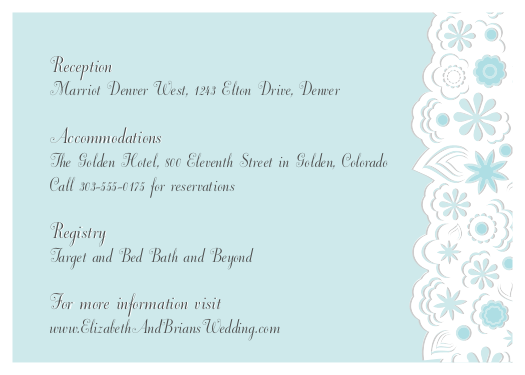 Reception
Marriot Denver West, 1243 Elton Drive, Denver
Accommodations
The Golden Hotel, 800 Eleventh Street in Golden, Colorado
Call 303-555-0175 for reservations
Registry
Target and Bed Bath and Beyond
For more information visit
www.ElizabethAndBriansWedding.com